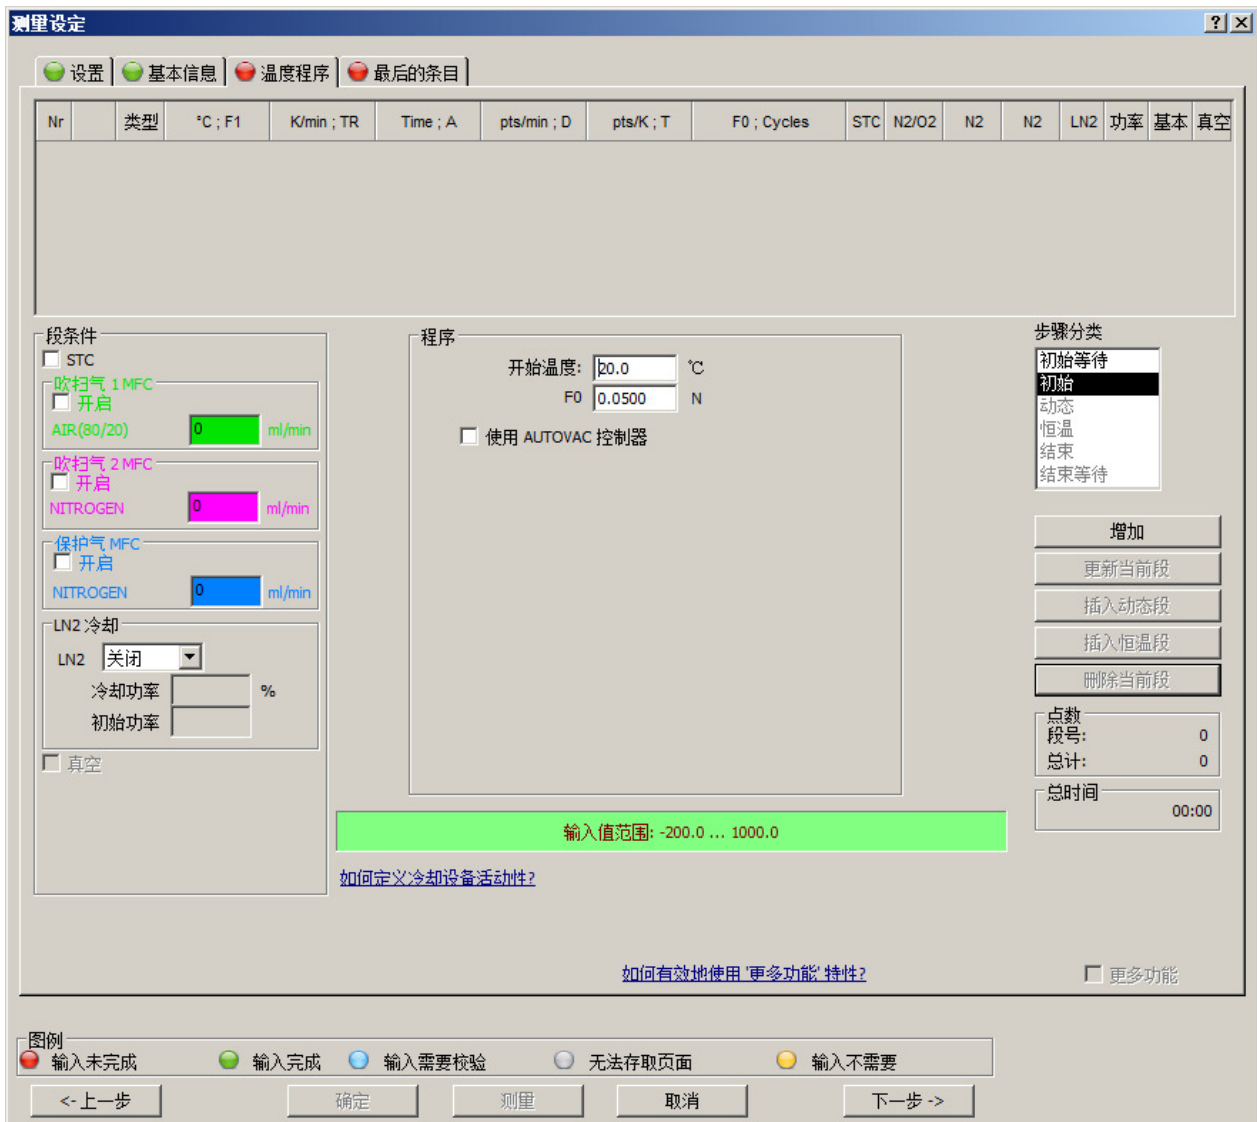 测量设定
设置 基本信息 温度程序 最后的条目
Nr 类型 °C ; F1 K/min ; TR Time ; A pts/min ; D pts/K ; T F0 ; Cycles STC N2/O2 N2 N2 LN2 功率 基本 真空
段条件
STC
吹扫气 1 MFC
开启
AIR(80/20) 0 ml/min
吹扫气 2 MFC
开启
NITROGEN 0 ml/min
保护气 MFC
开启
NITROGEN 0 ml/min
LN2 冷却
LN2 关闭
冷却功率 %
初始功率
真空
程序
开始温度: 20.0 ℃
F0 0.0500 N
使用 AUTOVAC 控制器
输入值范围: -200.0 ... 1000.0
如何定义冷却设备活动性?
如何有效地使用 '更多功能' 特性?
步骤分类
初始等待
初始
动态
恒温
结束
结束等待
增加
更新当前段
插入动态段
插入恒温段
删除当前段
点数
段号: 0
总计: 0
总时间
00:00
更多功能
图例
输入未完成 输入完成 输入需要校验 无法存取页面 输入不需要
<- 上一步 确定 测量 取消 下一步 ->